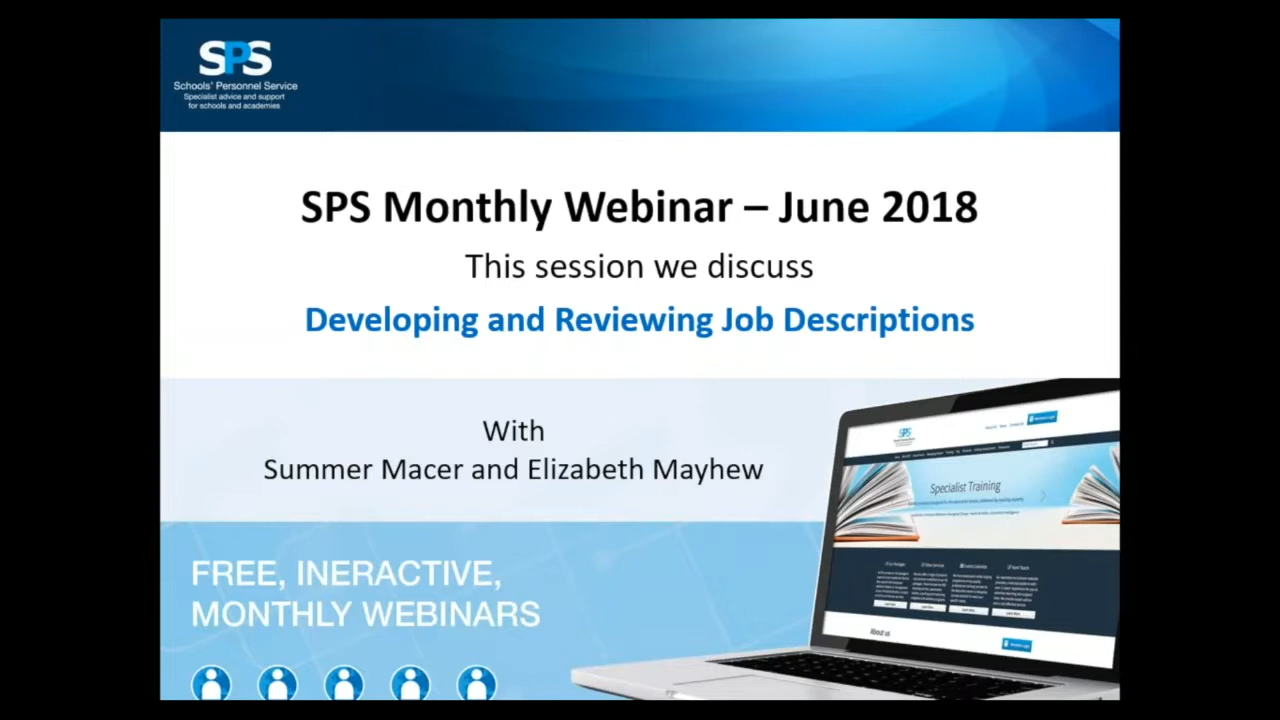 SPS
Schools' Personnel Service
Specialist advice and support
for schools and academies
SPS Monthly Webinar – June 2018
This session we discuss
Developing and Reviewing Job Descriptions
With
Summer Macer and Elizabeth Mayhew
FREE, INERACTIVE,
MONTHLY WEBINARS
SPS
Specialist Training
About us